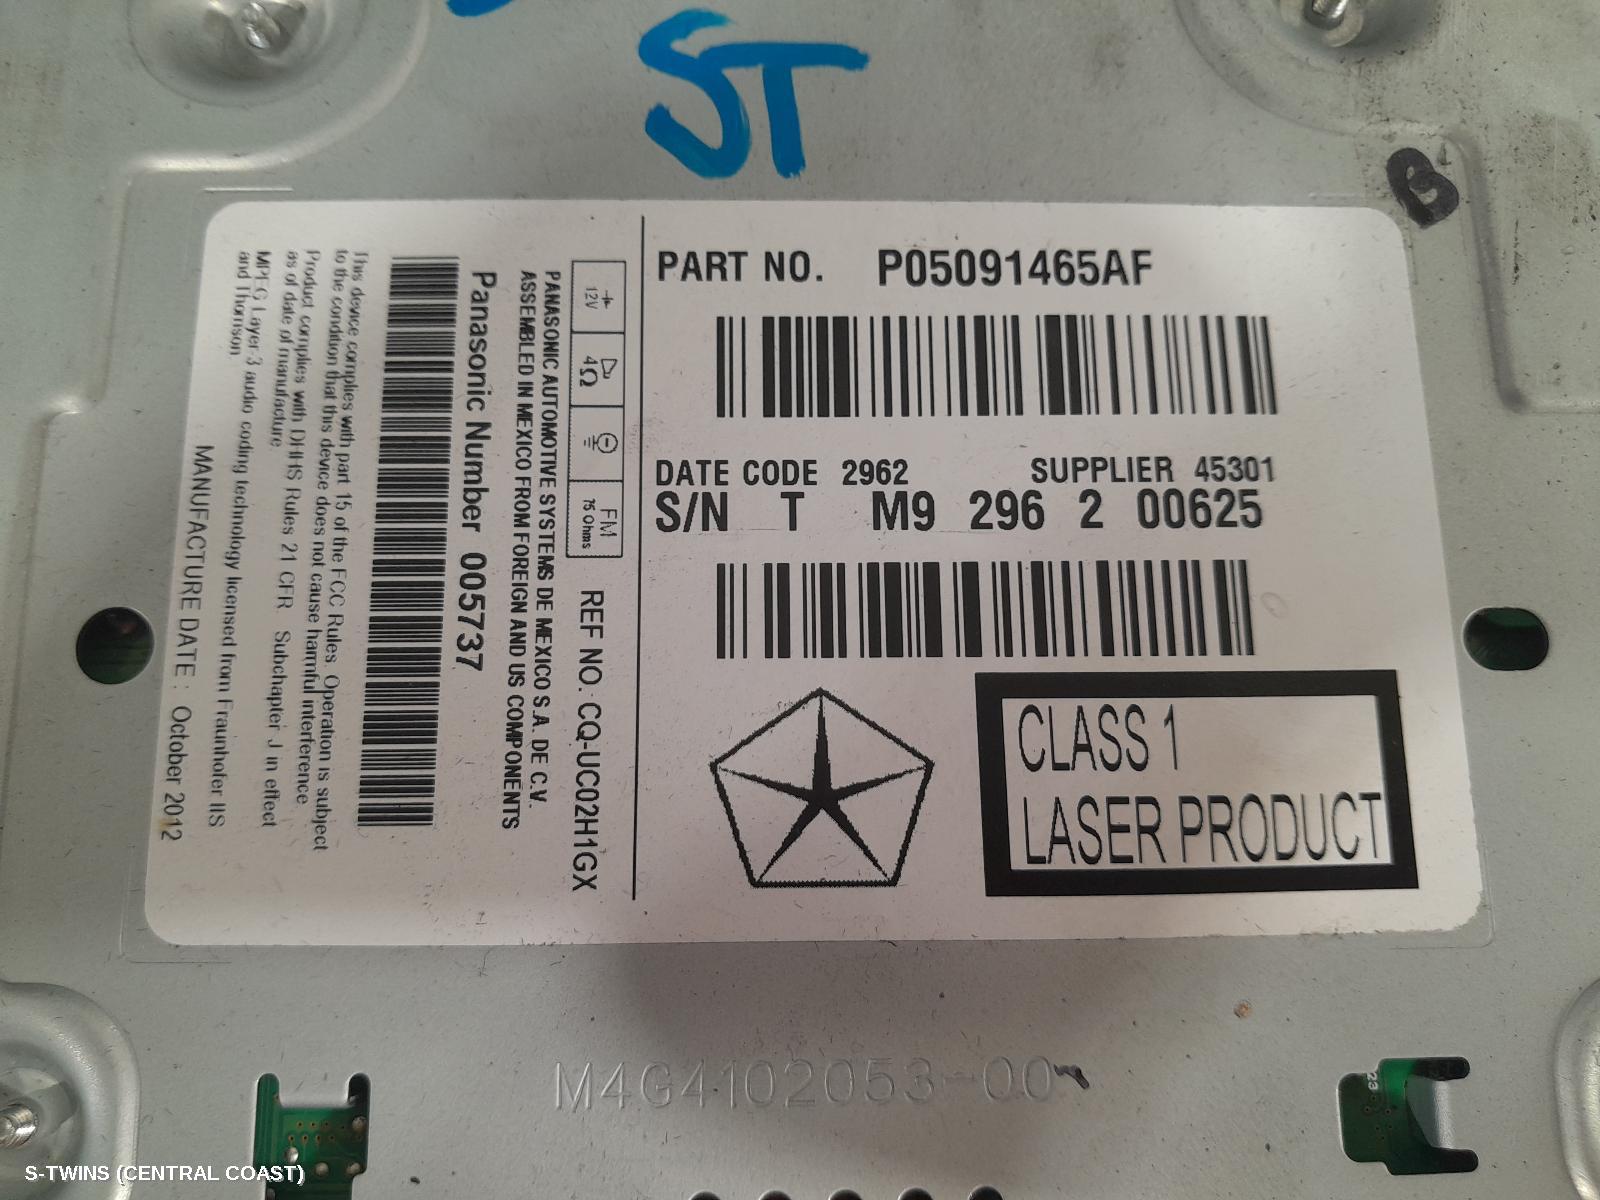 ST
B
PART NO. P05091465AF
DATE CODE 2962 SUPPLIER 45301
S/N T M9 296 2 00625
CLASS 1
LASER PRODUCT
12V
4Ω
FM
75 Ohms
REF NO. CQ-UC02H1GX
PANASONIC AUTOMOTIVE SYSTEMS DE MEXICO S.A. DE C.V.
ASSEMBLED IN MEXICO FROM FOREIGN AND US COMPONENTS
Panasonic Number 005737
This device complies with part 15 of the FCC Rules. Operation is subject
to the condition that this device does not cause harmful interference
Product complies with DHHS Rules 21 CFR Subchapter J in effect
as of date of manufacture.
MPEG Layer-3 audio coding technology licensed from Fraunhofer IIS
and Thomson.
MANUFACTURE DATE : October 2012
M4G4102053-00
S-TWINS (CENTRAL COAST)